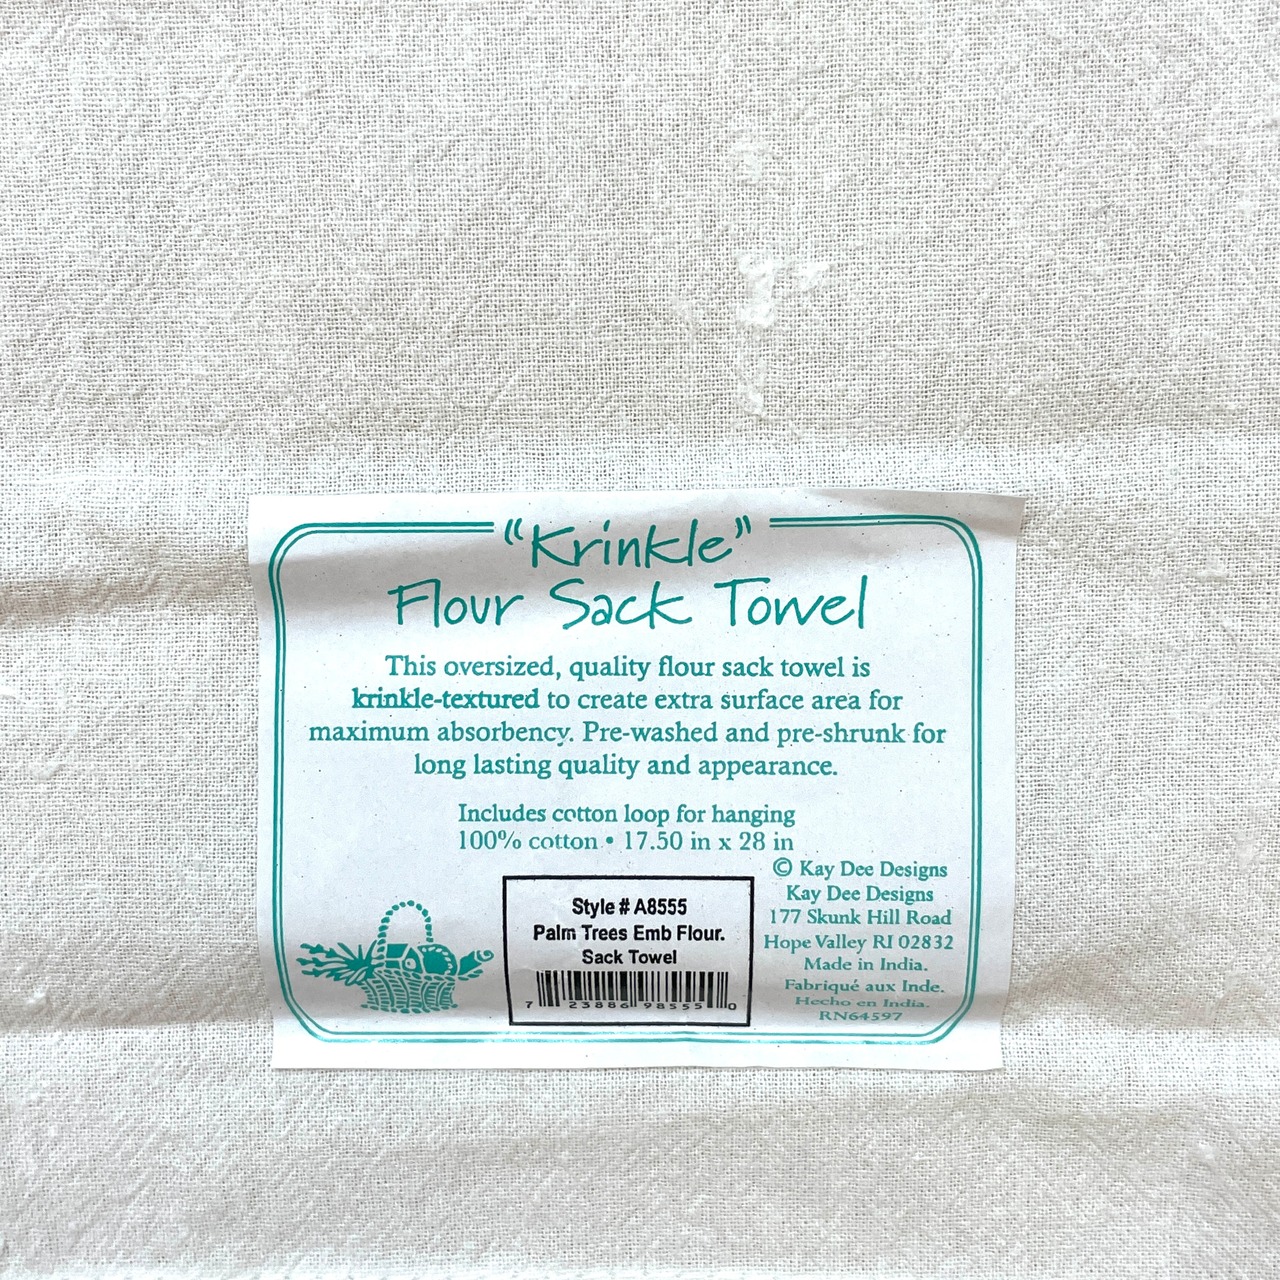 “Krinkle”
Flour Sack Towel
This oversized, quality flour sack towel is
krinkle-textured to create extra surface area for
maximum absorbency. Pre-washed and pre-shrunk for
long lasting quality and appearance.
Includes cotton loop for hanging
100% cotton • 17.50 in x 28 in
Style # A8555
Palm Trees Emb Flour.
Sack Towel
7 23886 98555 0
© Kay Dee Designs
Kay Dee Designs
177 Skunk Hill Road
Hope Valley RI 02832
Made in India.
Fabriqué aux Inde.
Hecho en India.
RN64597